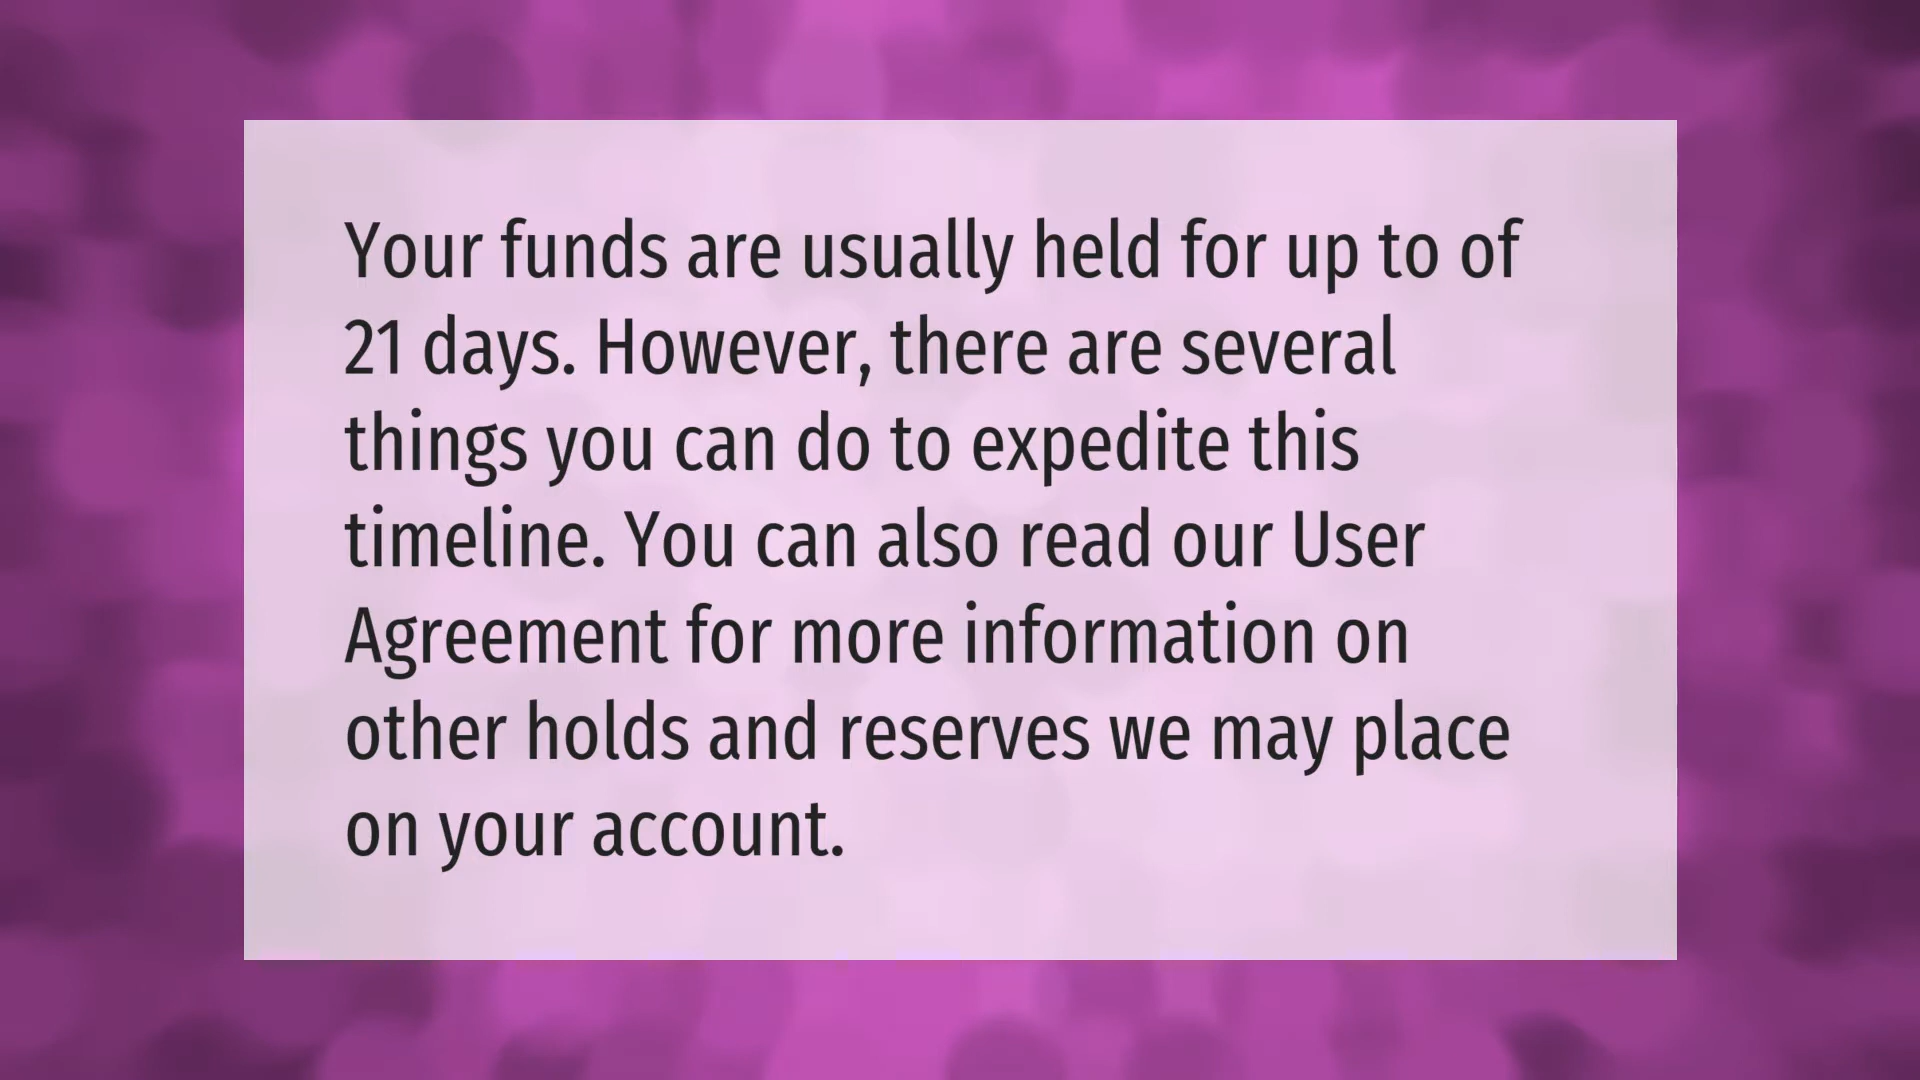 Your funds are usually held for up to of
21 days. However, there are several
things you can do to expedite this
timeline. You can also read our User
Agreement for more information on
other holds and reserves we may place
on your account.